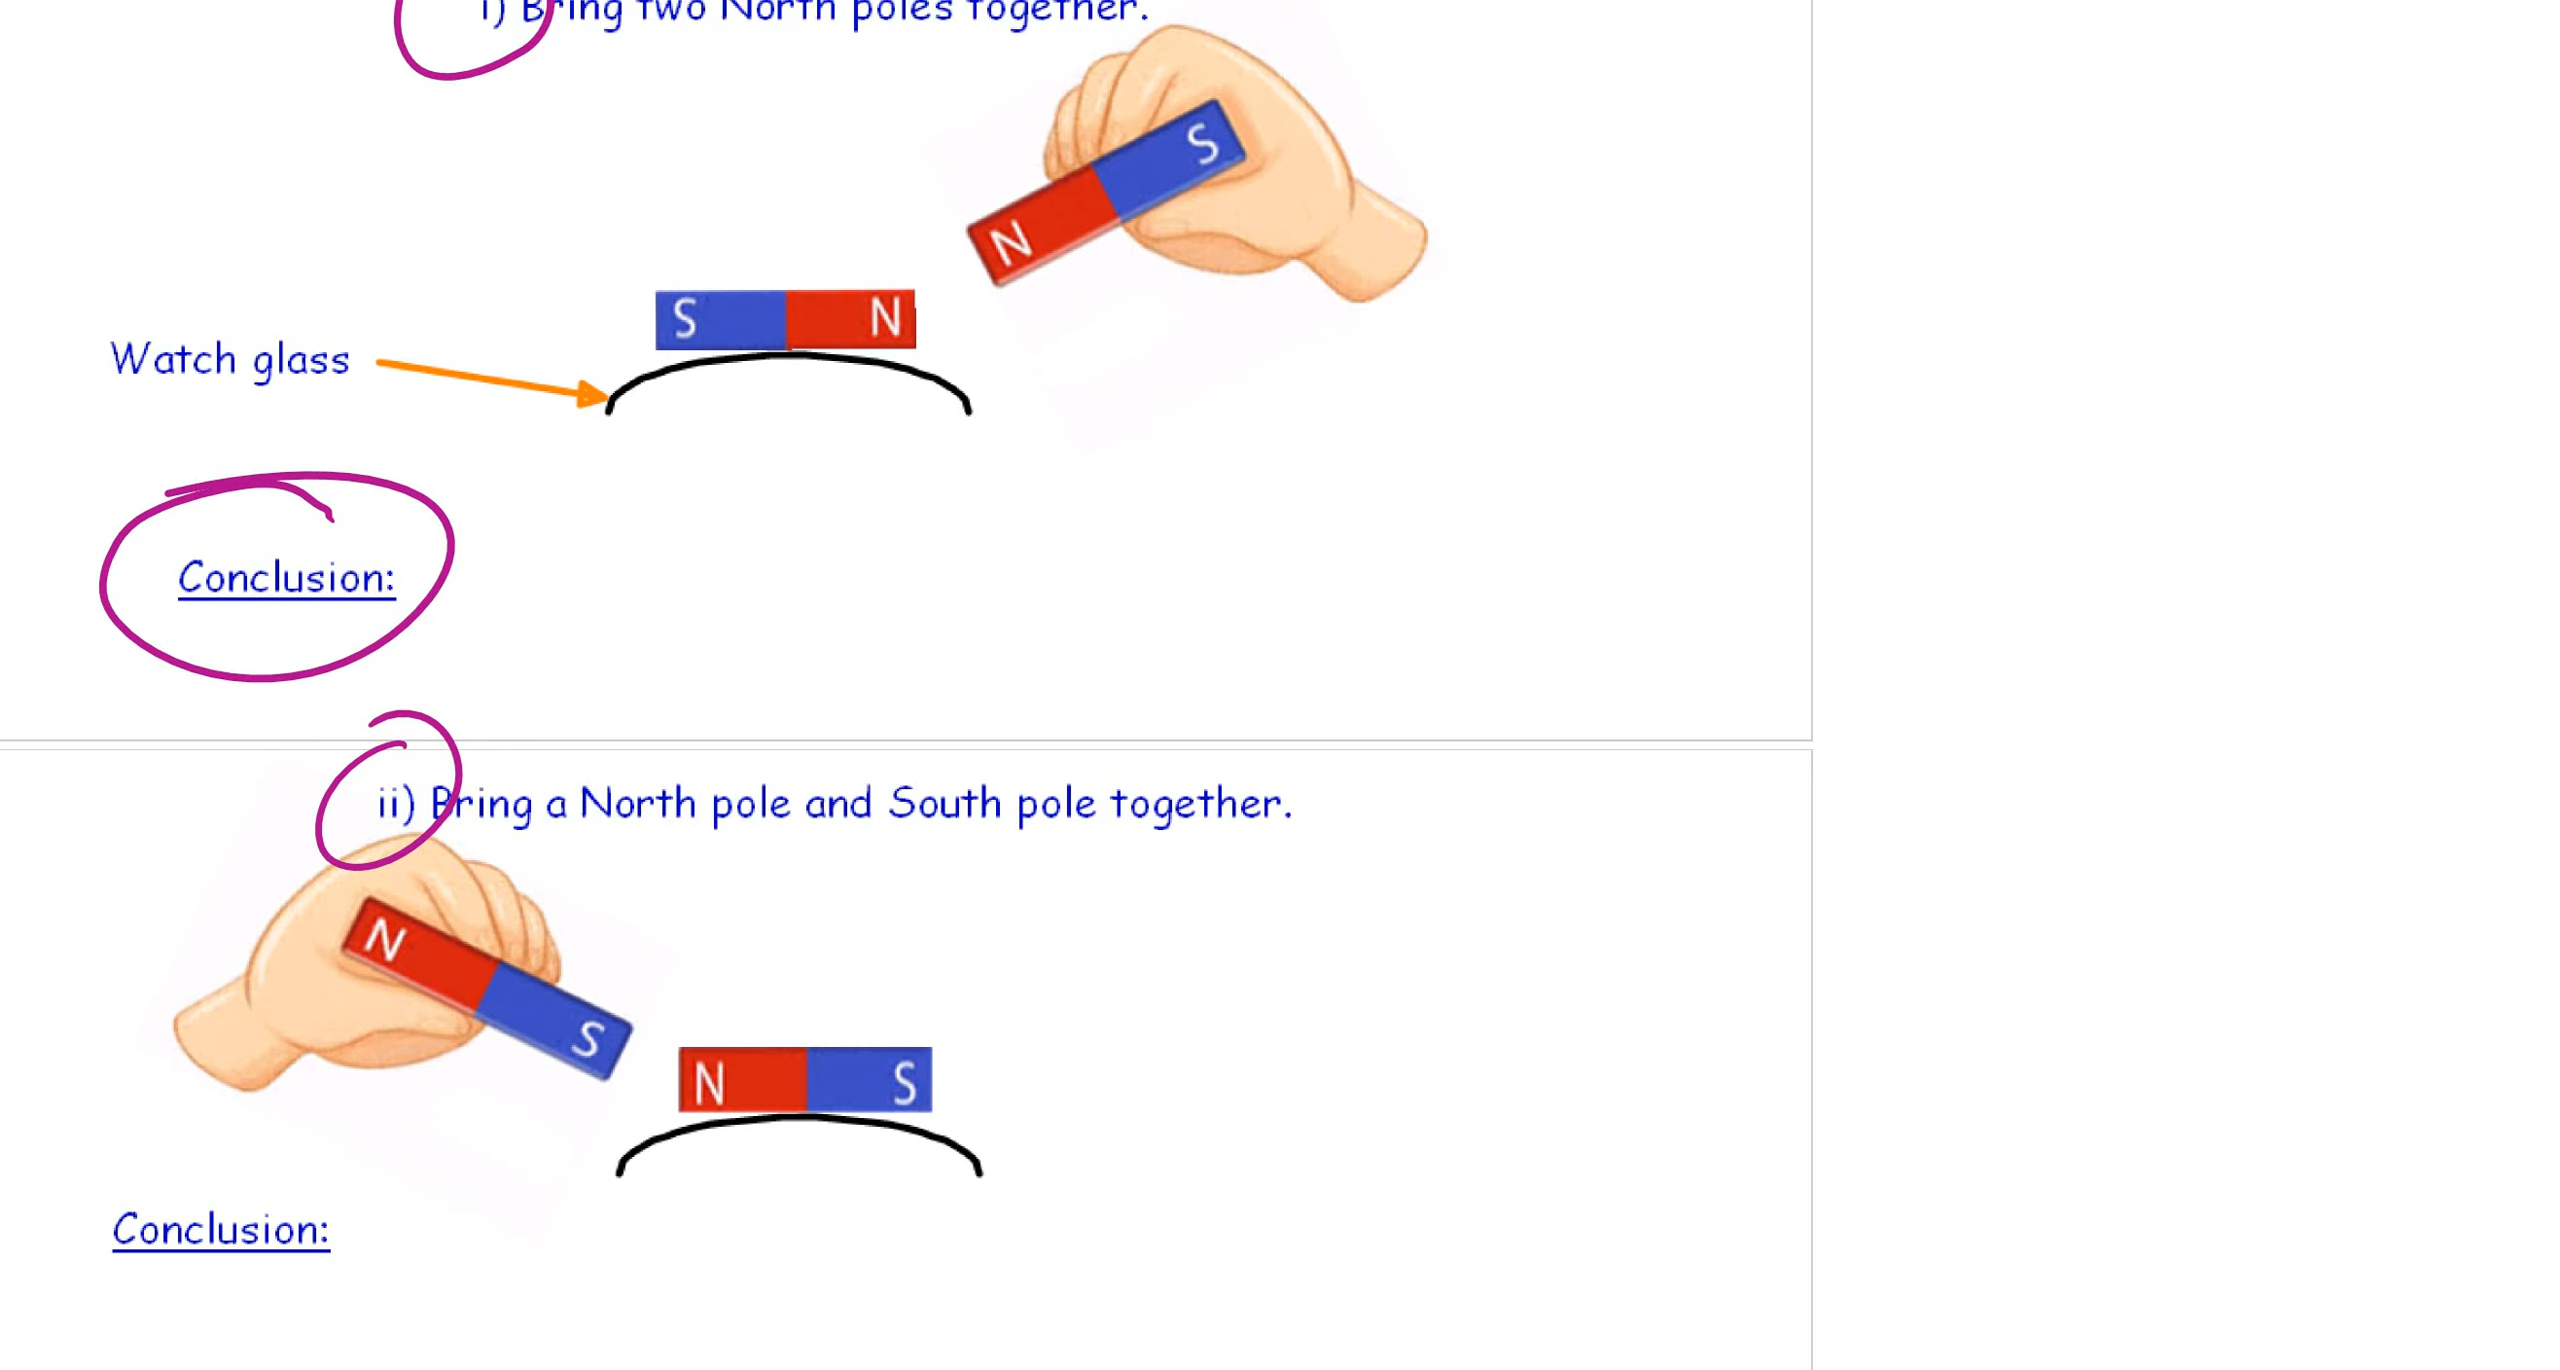 i) Bring two North poles together.
S
N
S N
Watch glass
Conclusion:
ii) Bring a North pole and South pole together.
N
S
N S
Conclusion: